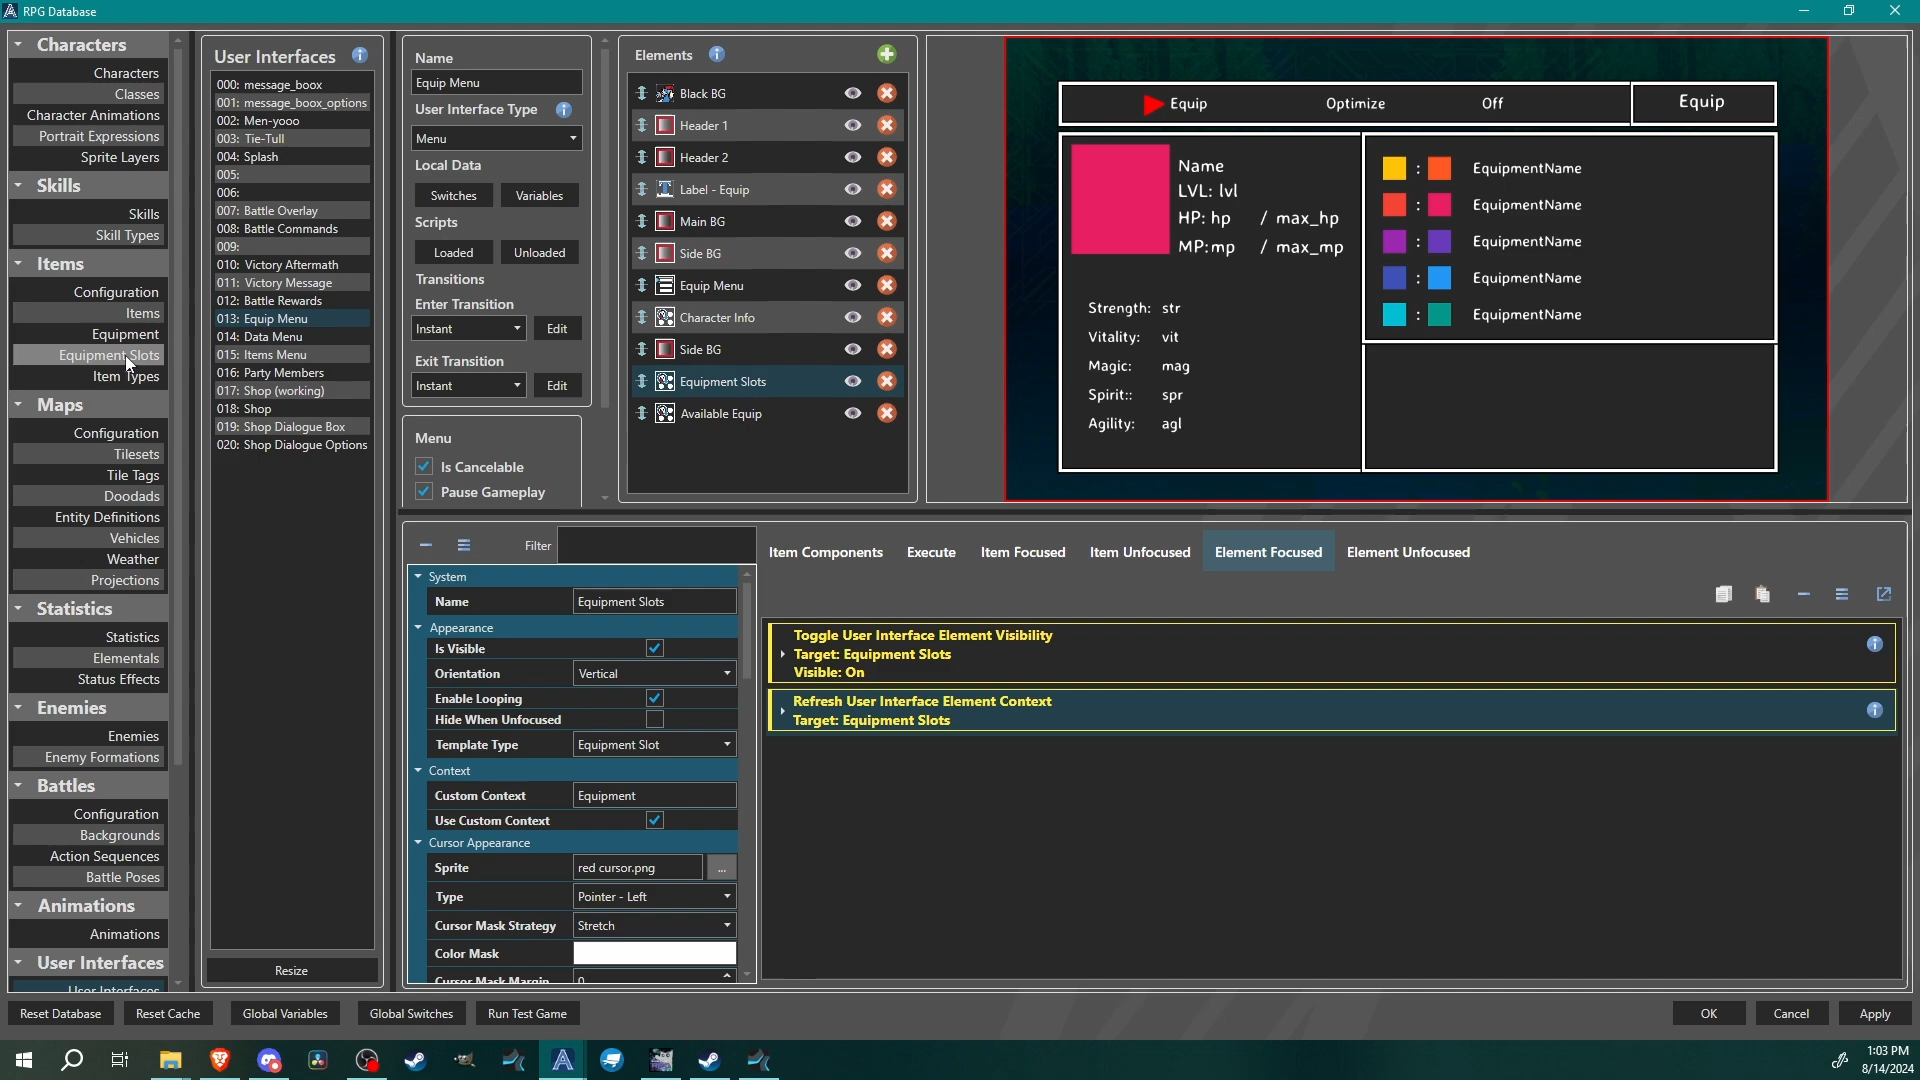 RPG Database
Characters
Characters
Classes
Character Animations
Portrait Expressions
Sprite Layers
Skills
Skills
Skill Types
Items
Configuration
Items
Equipment
Equipment Slots
Item Types
Maps
Configuration
Tilesets
Tile Tags
Doodads
Entity Definitions
Vehicles
Weather
Projections
Statistics
Statistics
Elementals
Status Effects
Enemies
Enemies
Enemy Formations
Battles
Configuration
Backgrounds
Action Sequences
Battle Poses
Animations
Animations
User Interfaces
User Interfaces
User Interfaces
000: message_boox
001: message_boox_options
002: Men-yooo
003: Tie-Tull
004: Splash
005:
006:
007: Battle Overlay
008: Battle Commands
009:
010: Victory Aftermath
011: Victory Message
012: Battle Rewards
013: Equip Menu
014: Data Menu
015: Items Menu
016: Party Members
017: Shop (working)
018: Shop
019: Shop Dialogue Box
020: Shop Dialogue Options
Resize
Name
Equip Menu
User Interface Type
Menu
Local Data
Switches Variables
Scripts
Loaded Unloaded
Transitions
Enter Transition
Instant Edit
Exit Transition
Instant Edit
Menu
Is Cancelable
Pause Gameplay
Elements
Black BG
Header 1
Header 2
Label - Equip
Main BG
Side BG
Equip Menu
Character Info
Side BG
Equipment Slots
Available Equip
Equip Optimize Off Equip
Name
LVL: lvl
HP: hp / max_hp
MP: mp / max_mp
Strength: str
Vitality: vit
Magic: mag
Spirit:: spr
Agility: agl
: EquipmentName
: EquipmentName
: EquipmentName
: EquipmentName
: EquipmentName
Filter
System
Name Equipment Slots
Appearance
Is Visible
Orientation Vertical
Enable Looping
Hide When Unfocused
Template Type Equipment Slot
Context
Custom Context Equipment
Use Custom Context
Cursor Appearance
Sprite red cursor.png ...
Type Pointer - Left
Cursor Mask Strategy Stretch
Color Mask
Cursor Mask Margin 0
Item Components Execute Item Focused Item Unfocused Element Focused Element Unfocused
Toggle User Interface Element Visibility
Target: Equipment Slots
Visible: On
Refresh User Interface Element Context
Target: Equipment Slots
Reset Database Reset Cache Global Variables Global Switches Run Test Game OK Cancel Apply
1:03 PM
8/14/2024